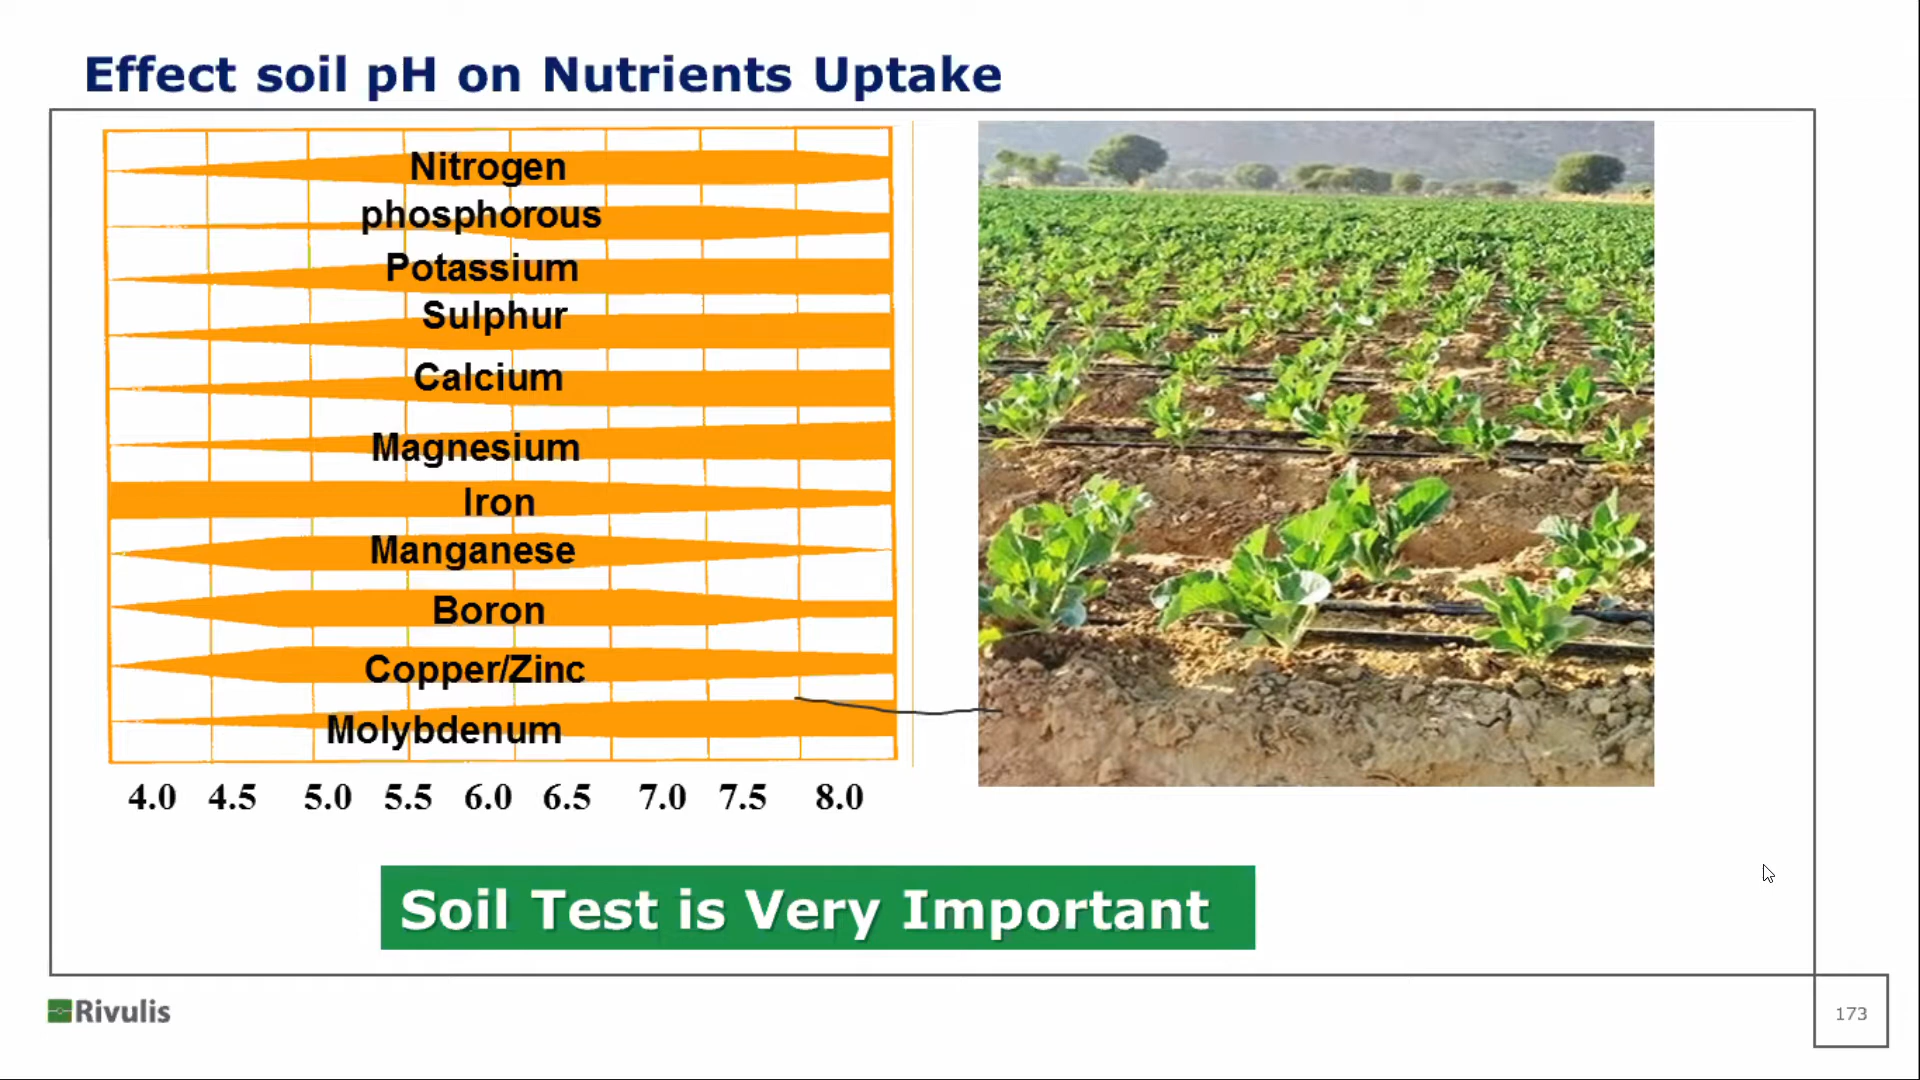 Effect soil pH on Nutrients Uptake
Nitrogen
phosphorous
Potassium
Sulphur
Calcium
Magnesium
Iron
Manganese
Boron
Copper/Zinc
Molybdenum
4.0 4.5 5.0 5.5 6.0 6.5 7.0 7.5 8.0
Soil Test is Very Important
Rivulis
173